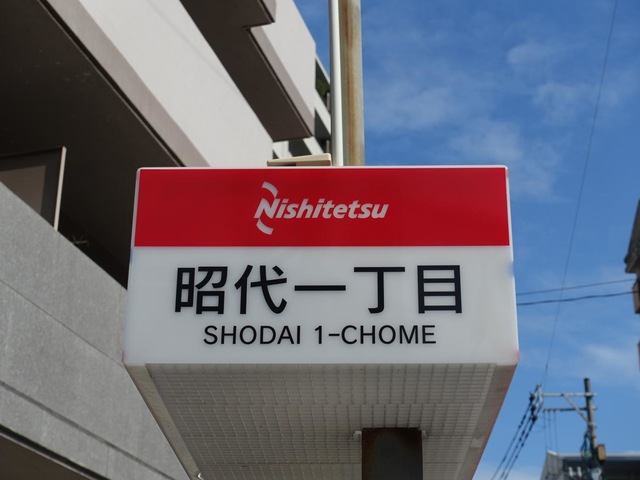 Nishitetsu
昭代一丁目
SHODAI 1-CHOME